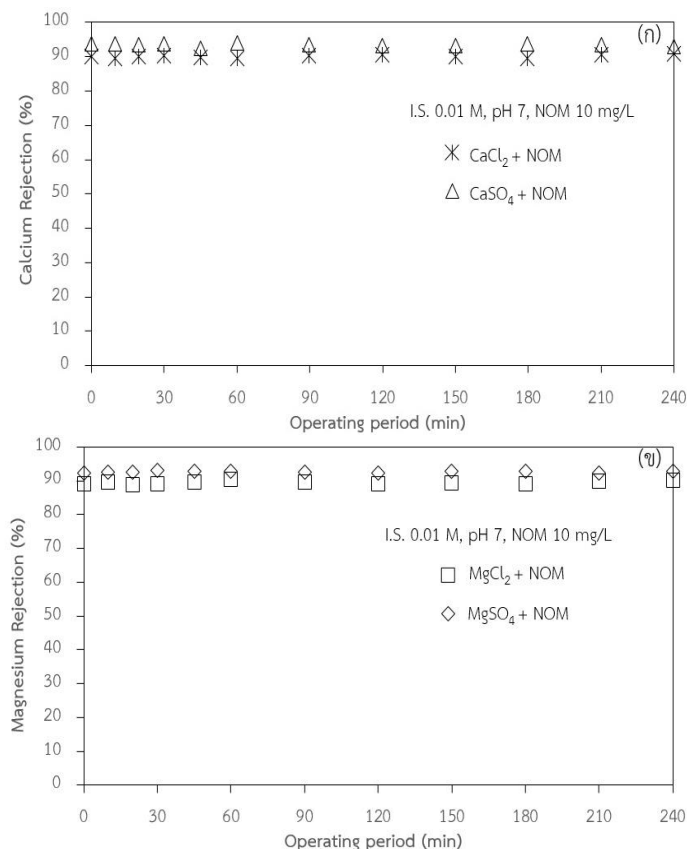 100
90
80
70
60
50
40
30
20
10
0
Calcium Rejection (%)
(ก)
I.S. 0.01 M, pH 7, NOM 10 mg/L
CaCl₂ + NOM
CaSO₄ + NOM
0 30 60 90 120 150 180 210 240
Operating period (min)
100
90
80
70
60
50
40
30
20
10
0
Magnesium Rejection (%)
(ข)
I.S. 0.01 M, pH 7, NOM 10 mg/L
MgCl₂ + NOM
MgSO₄ + NOM
0 30 60 90 120 150 180 210 240
Operating period (min)